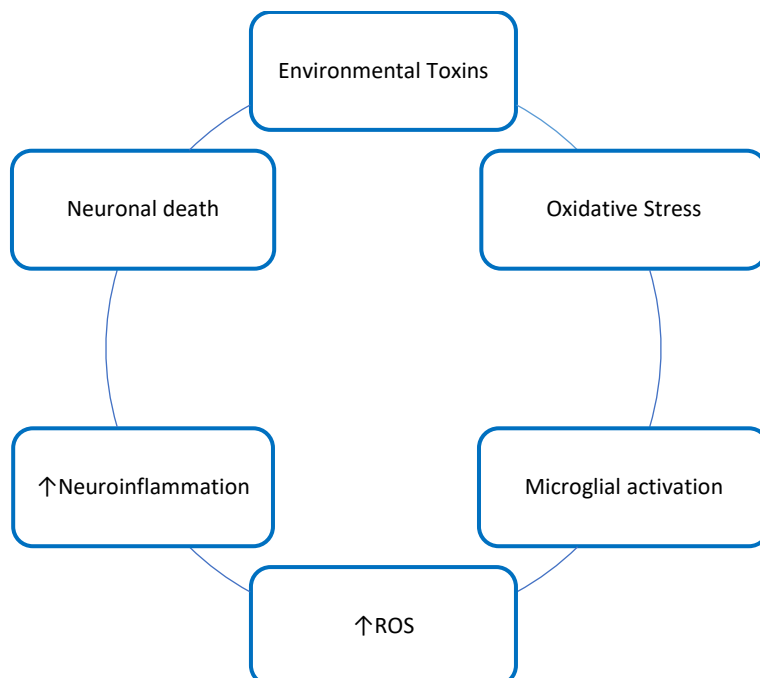 Environmental Toxins
Oxidative Stress
Microglial activation
↑ROS
↑Neuroinflammation
Neuronal death